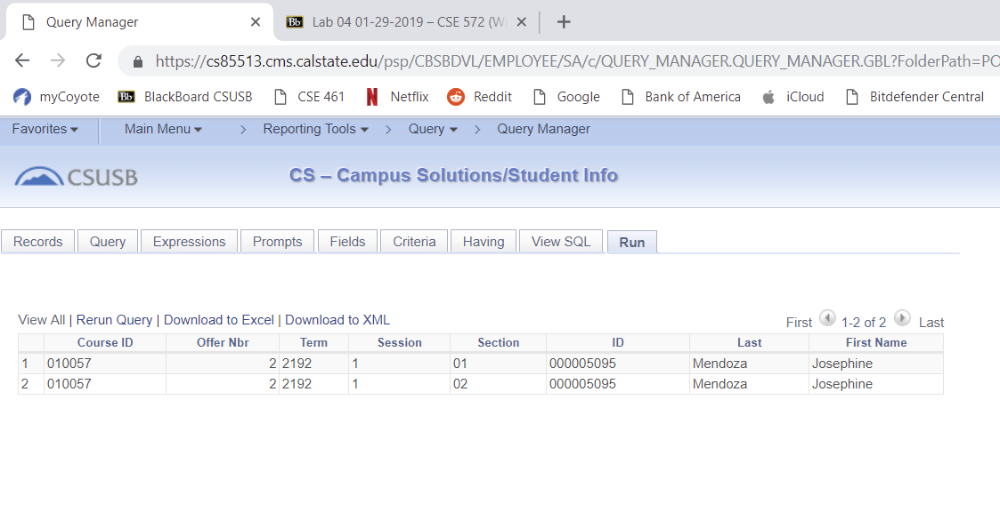 Query Manager
Bb Lab 04 01-29-2019 – CSE 572 (W
https://cs85513.cms.calstate.edu/psp/CBSBDVL/EMPLOYEE/SA/c/QUERY_MANAGER.QUERY_MANAGER.GBL?FolderPath=PO
myCoyote Bb BlackBoard CSUSB CSE 461 Netflix Reddit Google Bank of America iCloud Bitdefender Central
Favorites Main Menu > Reporting Tools > Query > Query Manager
CSUSB CS – Campus Solutions/Student Info
Records Query Expressions Prompts Fields Criteria Having View SQL Run
View All | Rerun Query | Download to Excel | Download to XML First 1-2 of 2 Last
Course ID Offer Nbr Term Session Section ID Last First Name
1 010057 2 2192 1 01 000005095 Mendoza Josephine
2 010057 2 2192 1 02 000005095 Mendoza Josephine